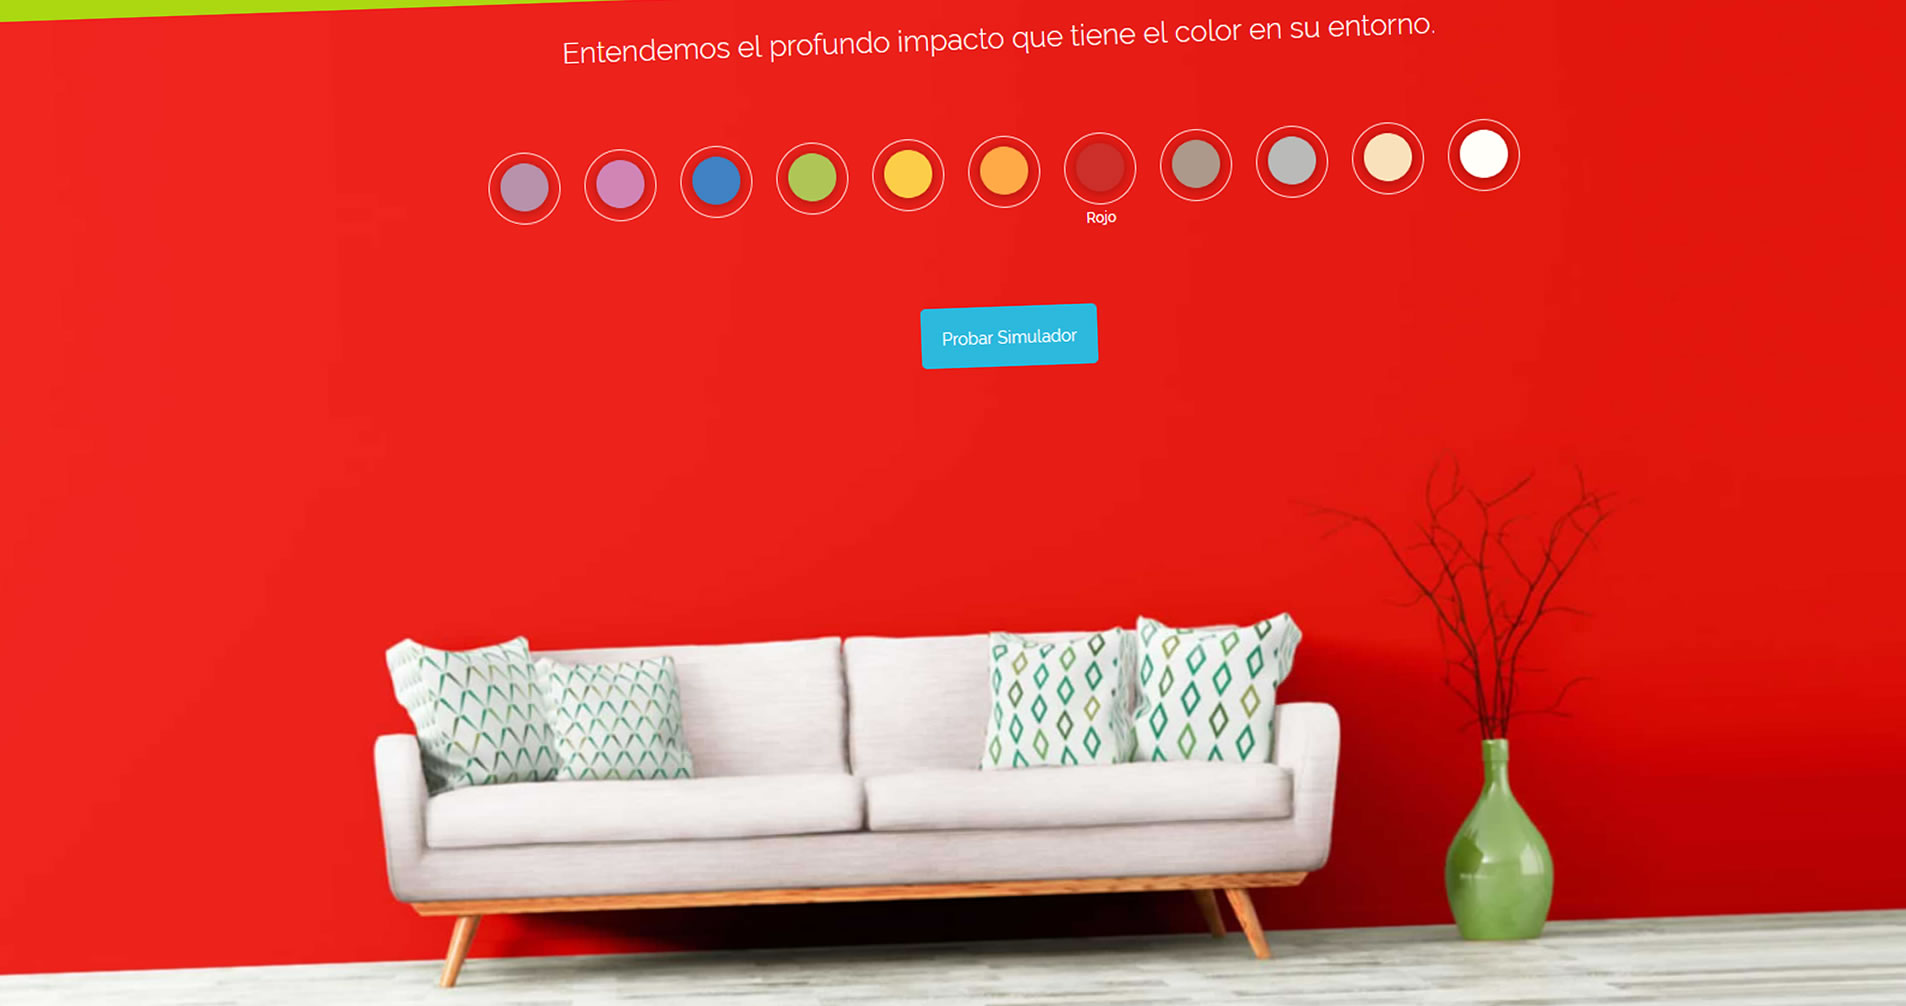 Entendemos el profundo impacto que tiene el color en su entorno.
Rojo
Probar Simulador